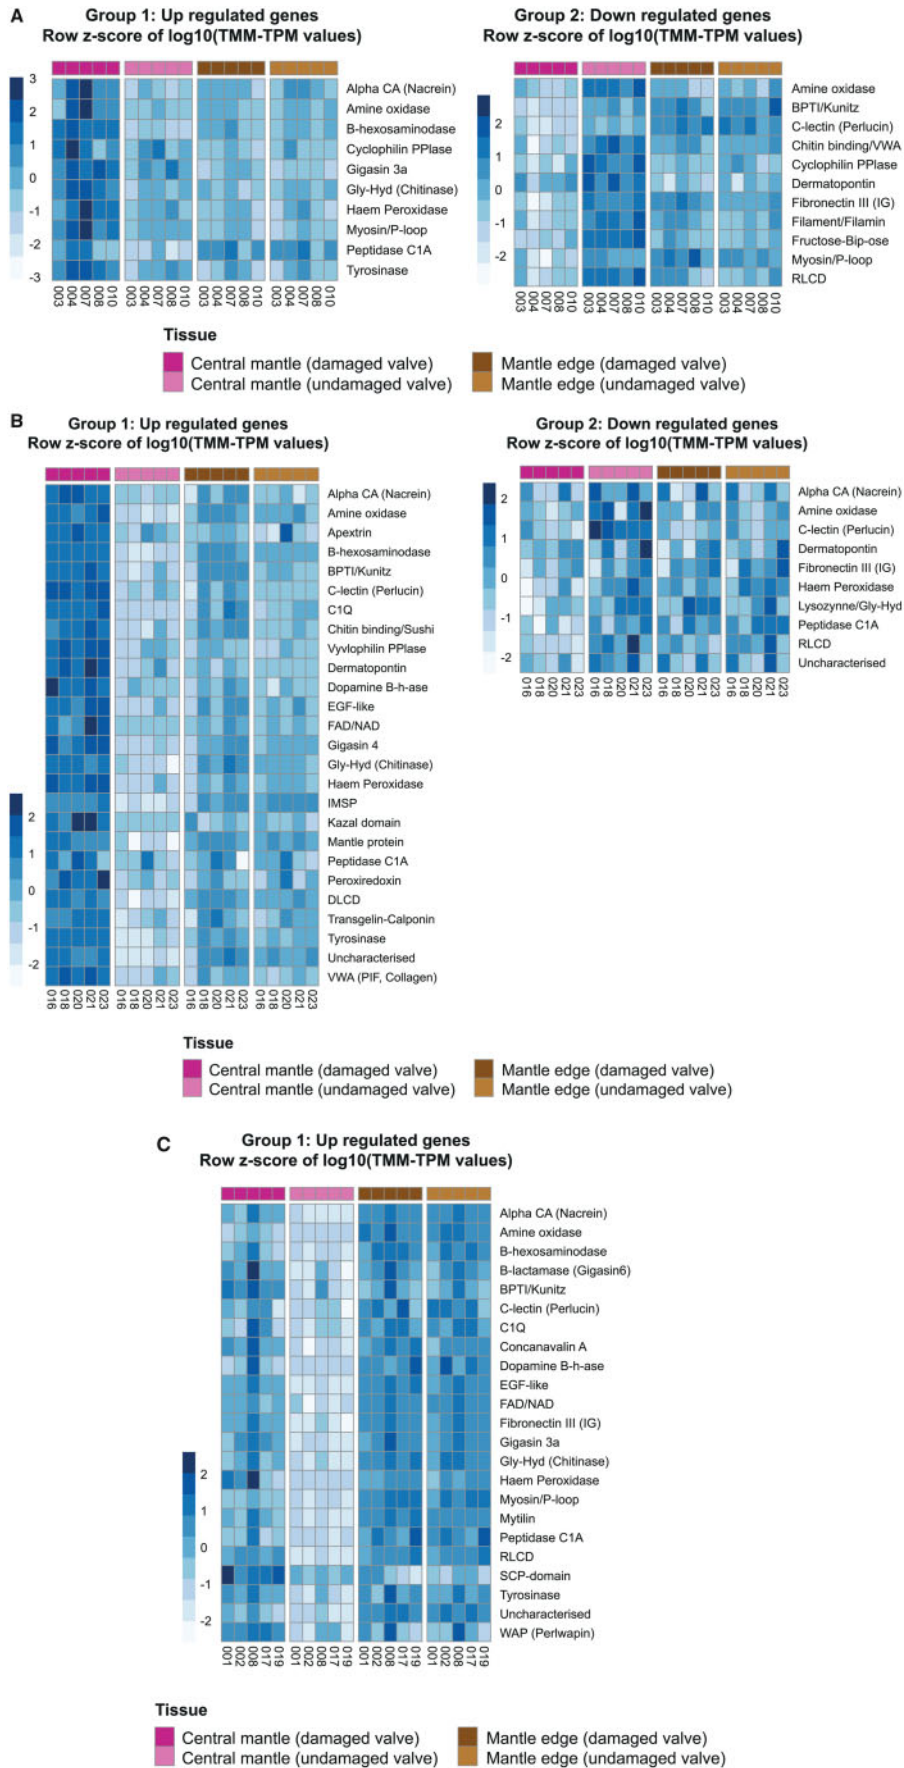 A
Group 1: Up regulated genes
Row z-score of log10(TMM-TPM values)
3
2
1
0
-1
-2
-3
Alpha CA (Nacrein)
Amine oxidase
B-hexosaminodase
Cyclophilin PPlase
Gigasin 3a
Gly-Hyd (Chitinase)
Haem Peroxidase
Myosin/P-loop
Peptidase C1A
Tyrosinase
003 004 007 008 010 003 004 007 008 010 003 004 007 008 010 003 004 007 008 010
Group 2: Down regulated genes
Row z-score of log10(TMM-TPM values)
2
1
0
-1
-2
Amine oxidase
BPTI/Kunitz
C-lectin (Perlucin)
Chitin binding/VWA
Cyclophilin PPlase
Dermatopontin
Fibronectin III (IG)
Filament/Filamin
Fructose-Bip-ose
Myosin/P-loop
RLCD
003 004 007 008 010 003 004 007 008 010 003 004 007 008 010 003 004 007 008 010
Tissue
Central mantle (damaged valve)
Central mantle (undamaged valve)
Mantle edge (damaged valve)
Mantle edge (undamaged valve)
B
Group 1: Up regulated genes
Row z-score of log10(TMM-TPM values)
2
1
0
-1
-2
Alpha CA (Nacrein)
Amine oxidase
Apextrin
B-hexosaminodase
BPTI/Kunitz
C-lectin (Perlucin)
C1Q
Chitin binding/Sushi
Vyvlophilin PPlase
Dermatopontin
Dopamine B-h-ase
EGF-like
FAD/NAD
Gigasin 4
Gly-Hyd (Chitinase)
Haem Peroxidase
IMSP
Kazal domain
Mantle protein
Peptidase C1A
Peroxiredoxin
DLCD
Transgelin-Calponin
Tyrosinase
Uncharacterised
VWA (PIF, Collagen)
016 018 020 021 023 016 018 020 021 023 016 018 020 021 023 016 018 020 021 023
Group 2: Down regulated genes
Row z-score of log10(TMM-TPM values)
2
1
0
-1
-2
Alpha CA (Nacrein)
Amine oxidase
C-lectin (Perlucin)
Dermatopontin
Fibronectin III (IG)
Haem Peroxidase
Lysozynne/Gly-Hyd
Peptidase C1A
RLCD
Uncharacterised
016 018 020 021 023 016 018 020 021 023 016 018 020 021 023 016 018 020 021 023
Tissue
Central mantle (damaged valve)
Central mantle (undamaged valve)
Mantle edge (damaged valve)
Mantle edge (undamaged valve)
C
Group 1: Up regulated genes
Row z-score of log10(TMM-TPM values)
2
1
0
-1
-2
Alpha CA (Nacrein)
Amine oxidase
B-hexosaminodase
B-lactamase (Gigasin6)
BPTI/Kunitz
C-lectin (Perlucin)
C1Q
Concanavalin A
Dopamine B-h-ase
EGF-like
FAD/NAD
Fibronectin III (IG)
Gigasin 3a
Gly-Hyd (Chitinase)
Haem Peroxidase
Myosin/P-loop
Mytilin
Peptidase C1A
RLCD
SCP-domain
Tyrosinase
Uncharacterised
WAP (Perlwapin)
001 002 008 017 019 001 002 008 017 019 001 002 008 017 019 001 002 008 017 019
Tissue
Central mantle (damaged valve)
Central mantle (undamaged valve)
Mantle edge (damaged valve)
Mantle edge (undamaged valve)